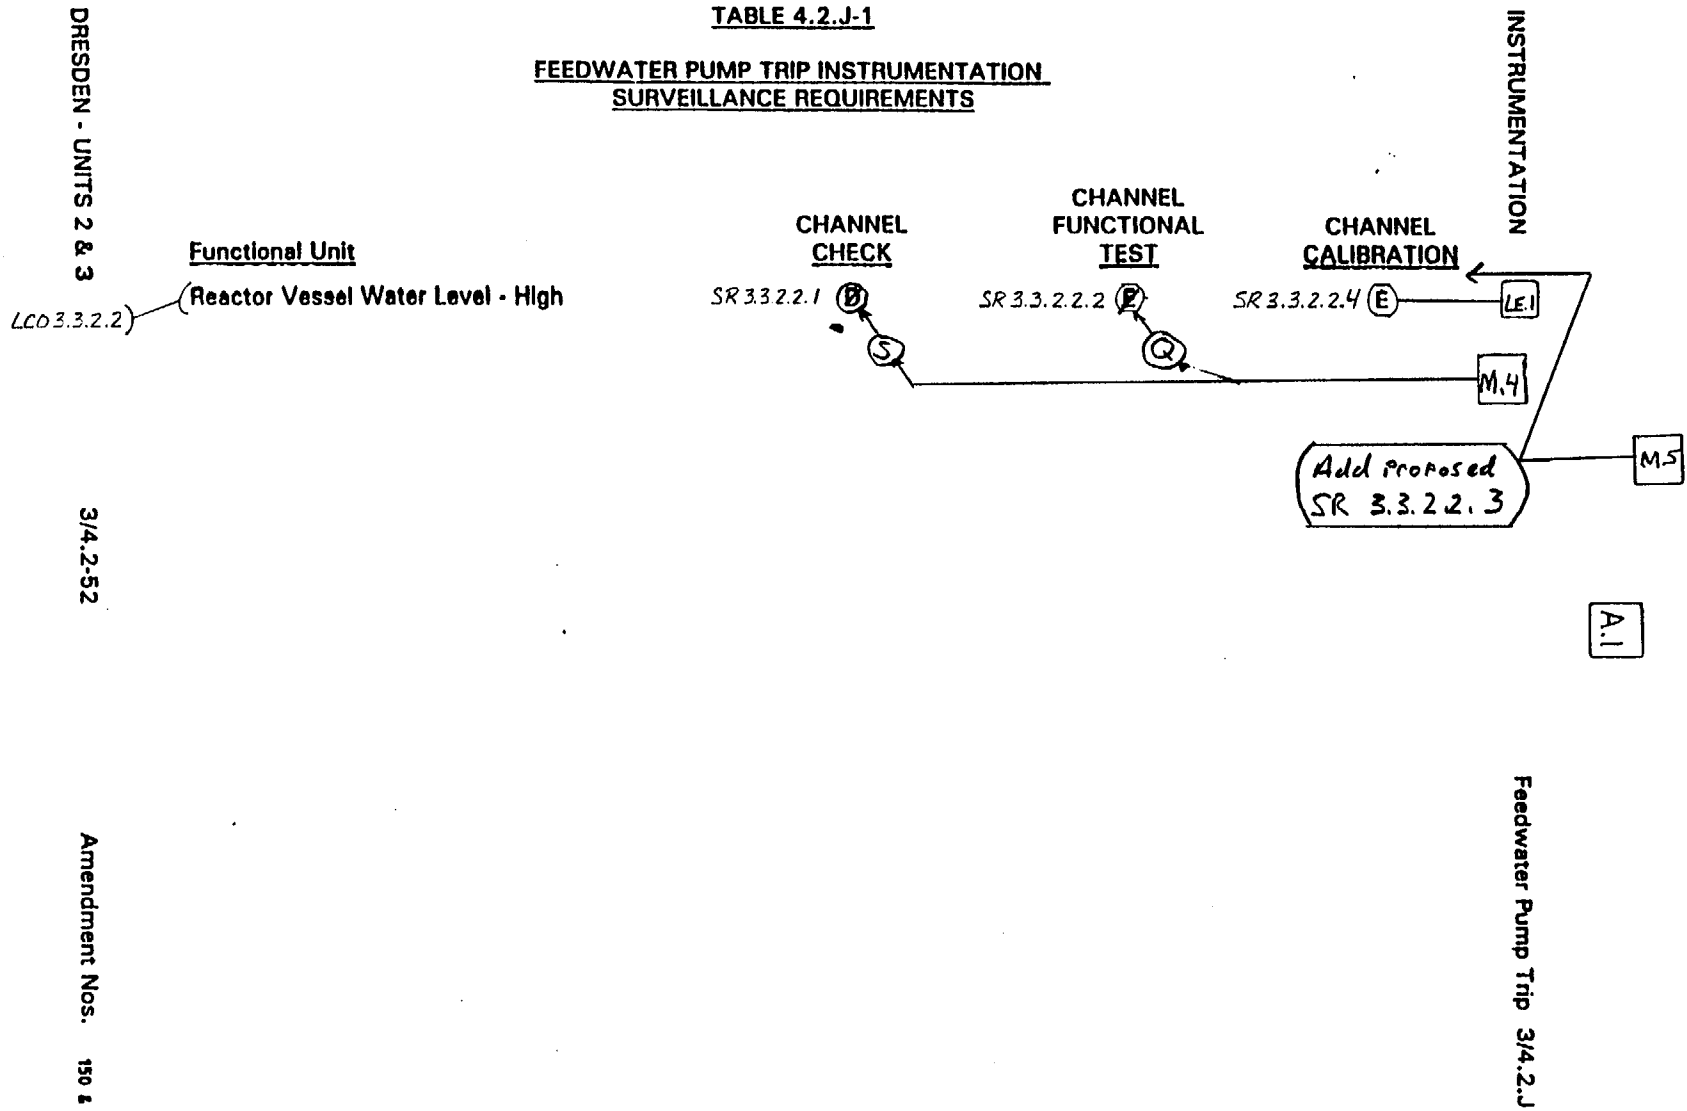 TABLE 4.2.J-1
FEEDWATER PUMP TRIP INSTRUMENTATION
SURVEILLANCE REQUIREMENTS
INSTRUMENTATION
DRESDEN - UNITS 2 & 3
Functional Unit
CHANNEL
CHECK
CHANNEL
FUNCTIONAL
TEST
CHANNEL
CALIBRATION
LCO 3.3.2.2
Reactor Vessel Water Level - High
SR 3.3.2.2.1
SR 3.3.2.2.2
SR 3.3.2.2.4 E
LE.1
S
Q
M.4
Add proposed
SR 3.3.2.2.3
M.5
A.1
3/4.2-52
Amendment Nos. 150 &
Feedwater Pump Trip 3/4.2.J